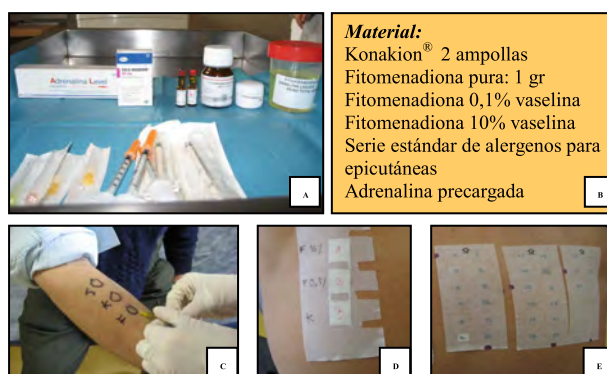 Adrenalina Level
A
Material:
Konakion® 2 ampollas
Fitomenadiona pura: 1 gr
Fitomenadiona 0,1% vaselina
Fitomenadiona 10% vaselina
Serie estándar de alergenos para
epicutáneas
Adrenalina precargada
B
C
K
D
E